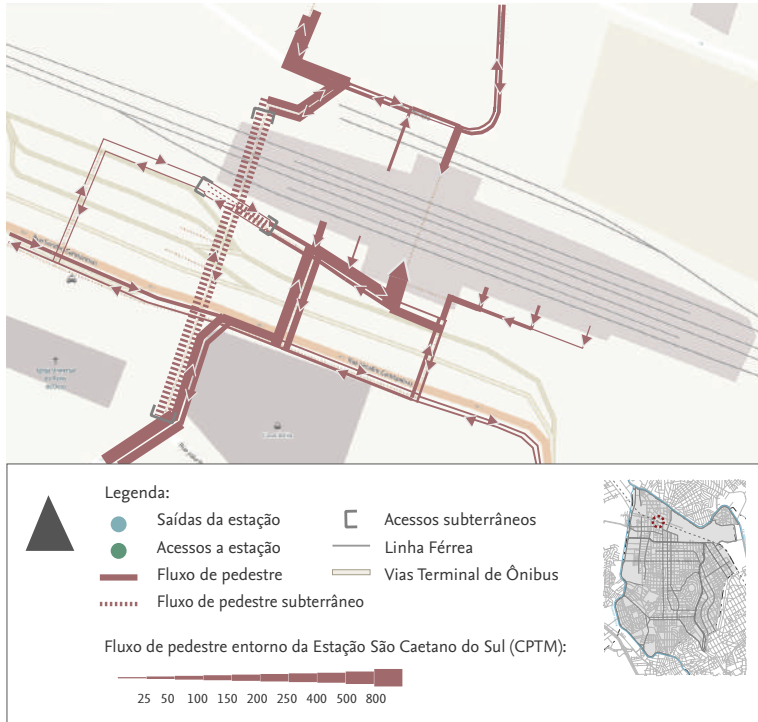 Legenda:
Saídas da estação
Acessos a estação
Fluxo de pedestre
Fluxo de pedestre subterrâneo
Acessos subterrâneos
Linha Férrea
Vias Terminal de Ônibus
Fluxo de pedestre entorno da Estação São Caetano do Sul (CPTM):
25 50 100 150 200 250 400 500 800